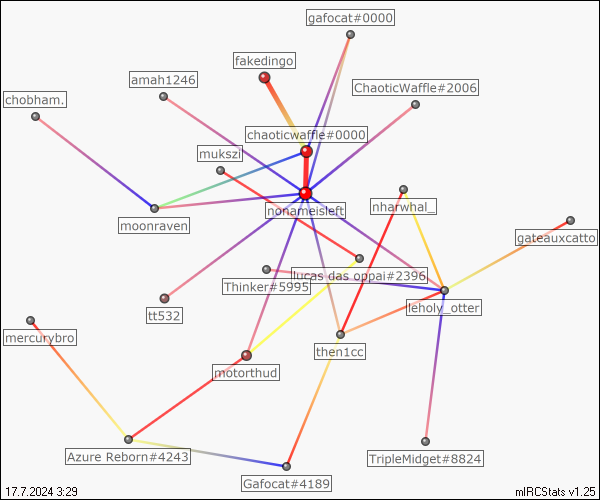 gafocat#0000
fakedingo
amah1246
ChaoticWaffle#2006
chobham.
chaoticwaffle#0000
mukszi
nonameisleft
nharwhal_
moonraven
gateauxcatto
lucas das oppai#2396
Thinker#5995
leholy_otter
tt532
mercurybro
then1cc
motorthud
Azure Reborn#4243
TripleMidget#8824
Gafocat#4189
17.7.2024 3:29
mIRCStats v1.25